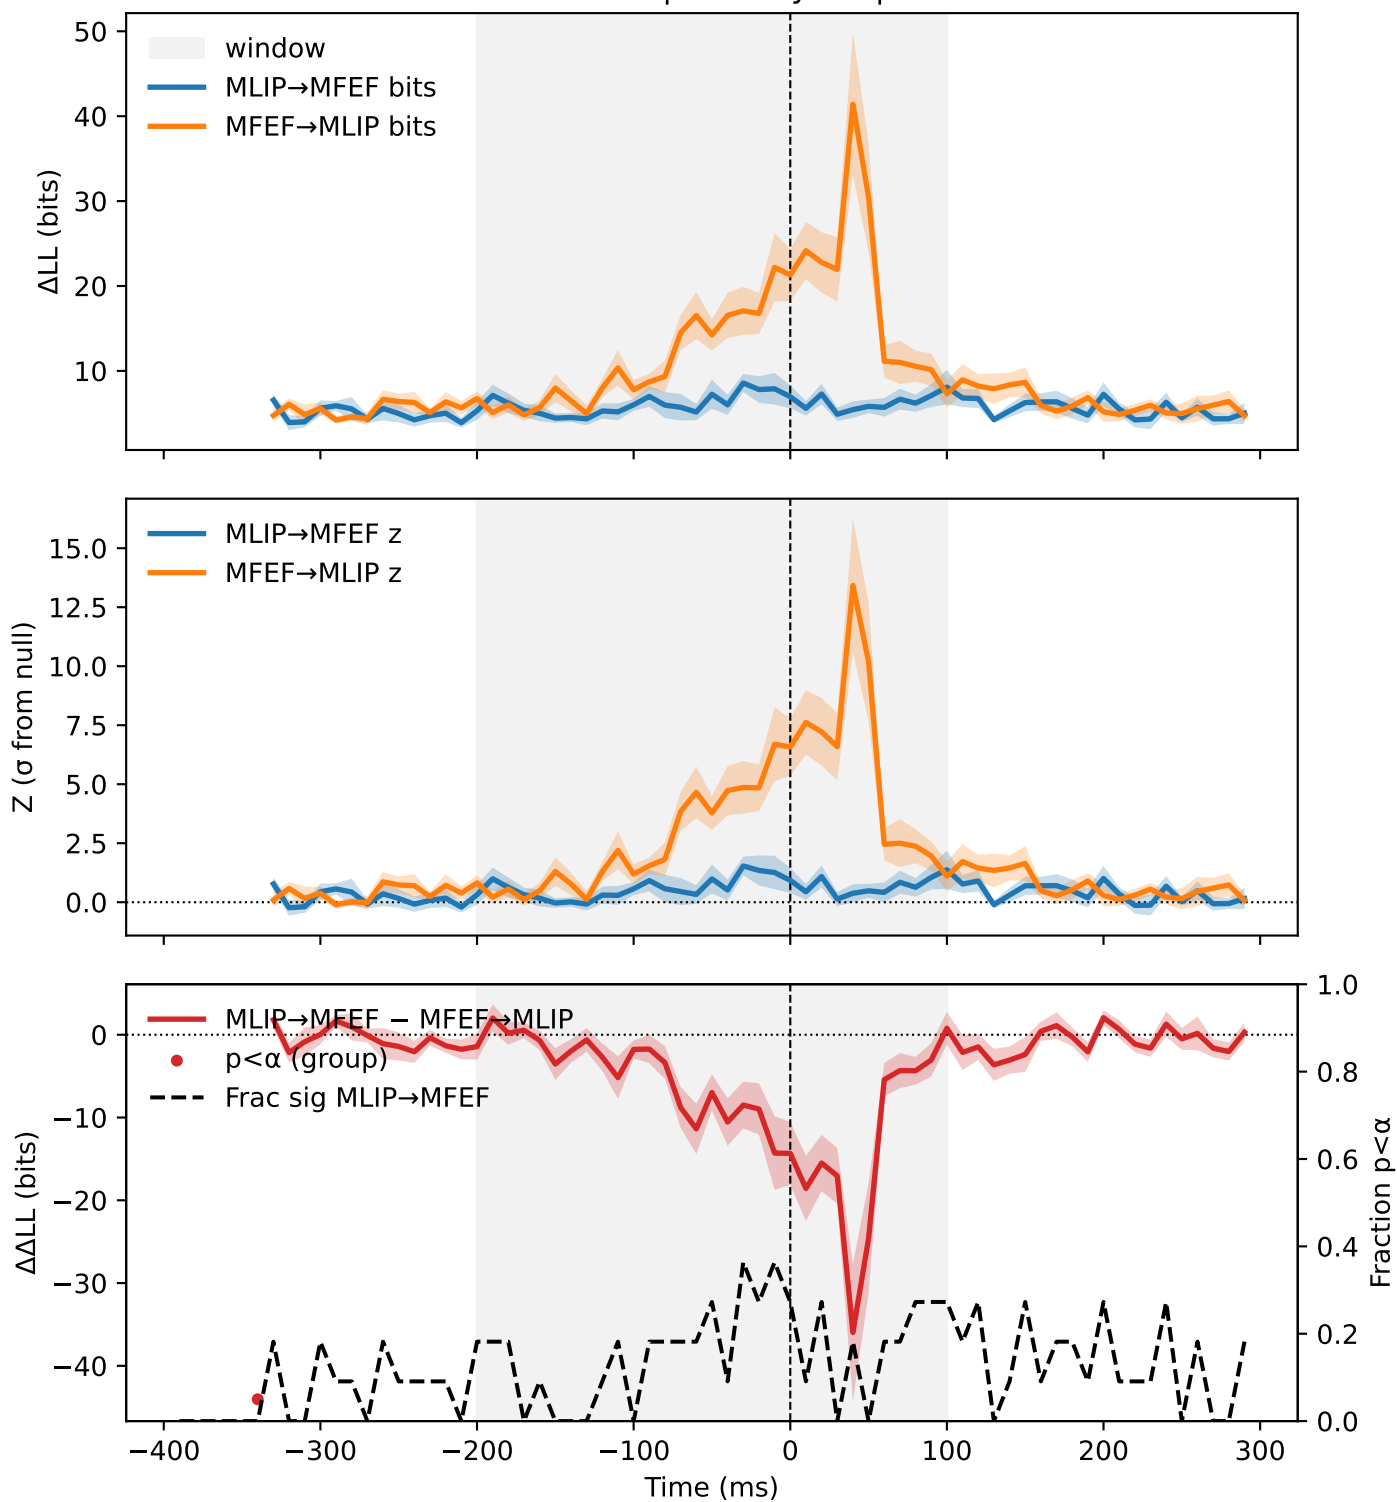 50
40
30
20
10
ΔLL (bits)
window
MLIP→MFEF bits
MFEF→MLIP bits
−400
15.0
12.5
10.0
7.5
5.0
2.5
0.0
Z (σ from null)
MLIP→MFEF z
MFEF→MLIP z
0
−10
−20
−30
−40
ΔΔLL (bits)
MLIP→MFEF − MFEF→MLIP
p<α (group)
Frac sig MLIP→MFEF
1.0
0.8
0.6
0.4
0.2
0.0
Fraction p<α
−400 −300 −200 −100 0 100 200 300
Time (ms)